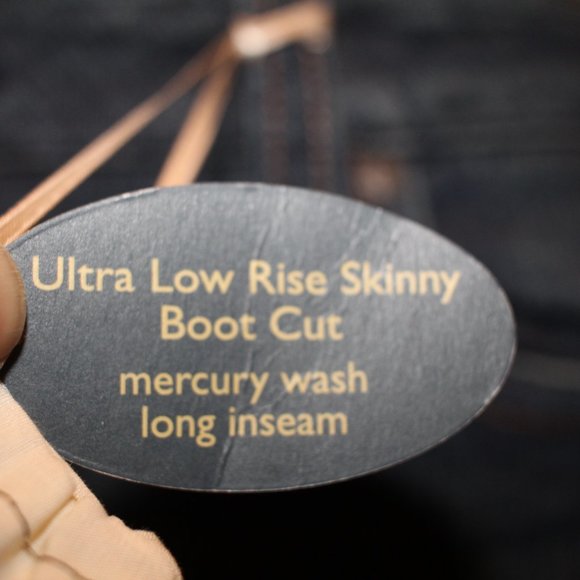 Ultra Low Rise Skinny
Boot Cut
mercury wash
long inseam